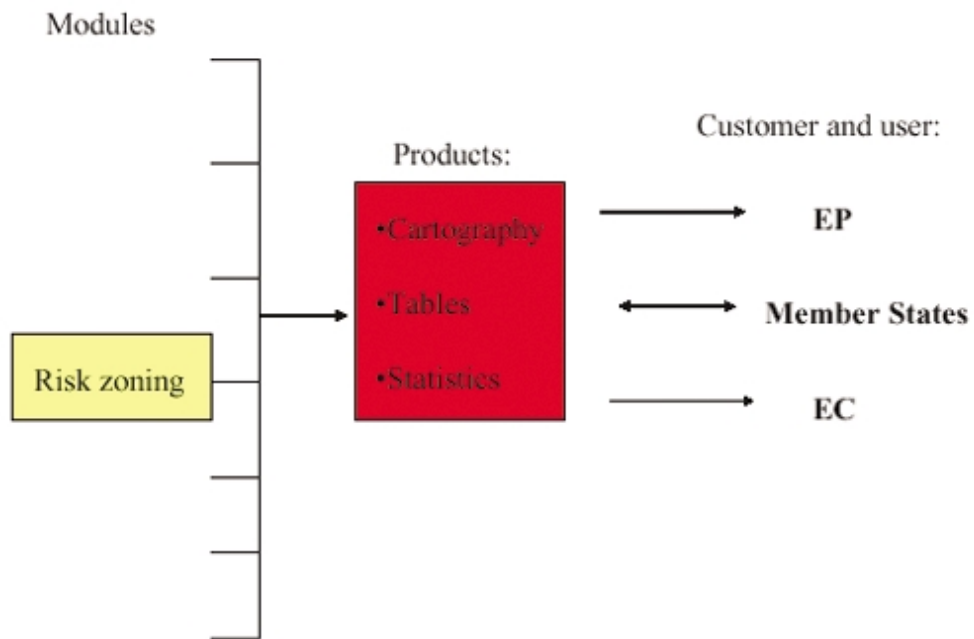 Modules
Customer and user:
Products:
•Cartography
EP
•Tables
Member States
Risk zoning
•Statistics
EC